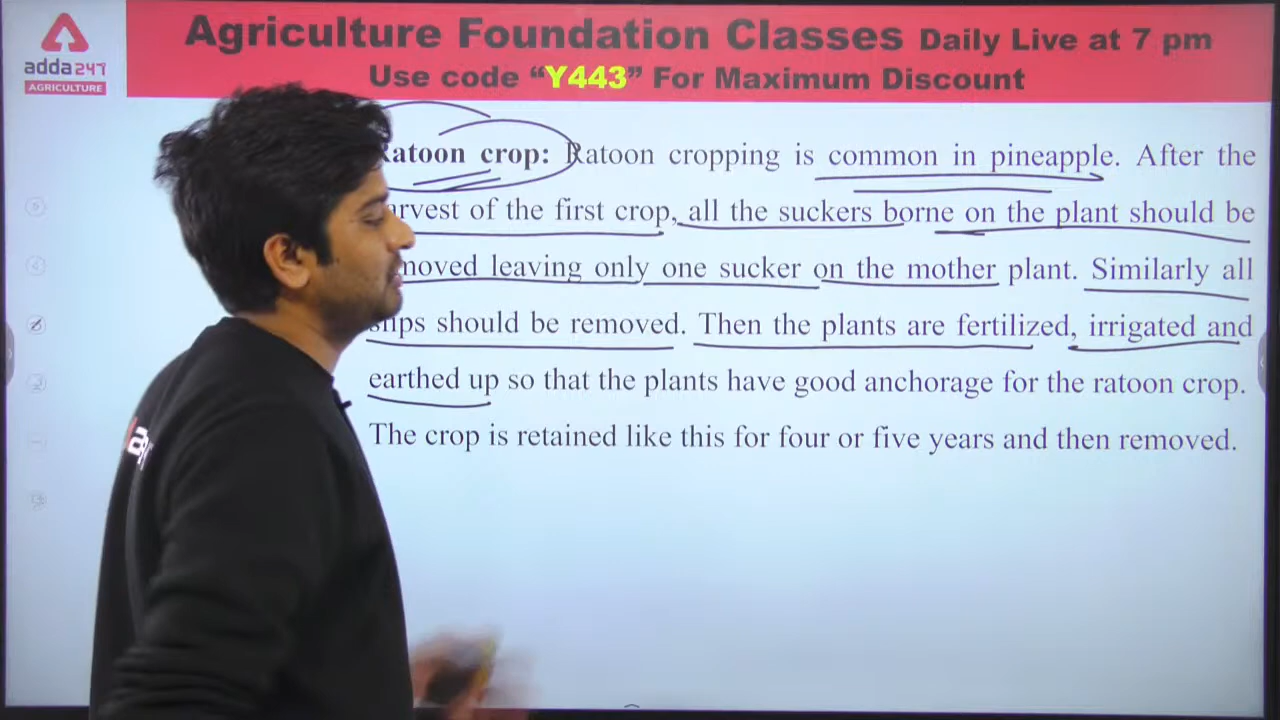 Agriculture Foundation Classes Daily Live at 7 pm
adda247
AGRICULTURE
Use code “Y443” For Maximum Discount
atoon crop: Ratoon cropping is common in pineapple. After the
arvest of the first crop, all the suckers borne on the plant should be
moved leaving only one sucker on the mother plant. Similarly all
slips should be removed. Then the plants are fertilized, irrigated and
earthed up so that the plants have good anchorage for the ratoon crop.
The crop is retained like this for four or five years and then removed.